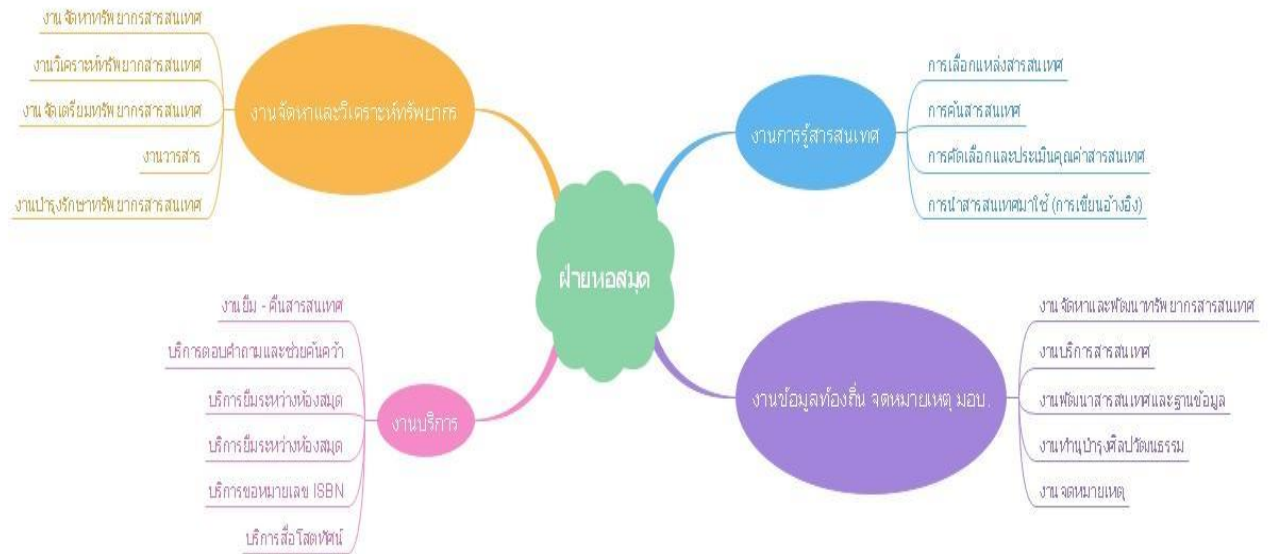 งานจัดหาทรัพยากรสารสนเทศ
งานวิเคราะห์ทรัพยากสารสนเทศ
งานจัดเตรียมทรัพยากรสารสนเทศ
งานวารสาร
งานบำรุงรักษาทรัพยากรสารสนเทศ
งานจัดหาและวิเคราะห์ทรัพยากร
งานการรู้สารสนเทศ
การเลือกแหล่งสารสนเทศ
การค้นสารสนเทศ
การคัดเลือกและประเมินคุณค่าสารสนเทศ
การนำสารสนเทศมาใช้ (การเขียนอ้างอิง)
ฝ่ายหอสมุด
งานยืม - คืนสารสนเทศ
บริการตอบคำถามและช่วยค้นคว้า
บริการยืมระหว่างห้องสมุด
บริการยืมระหว่างห้องสมุด
บริการขอหมายเลข ISBN
บริการสื่อโสตทัศน์
งานบริการ
งานข้อมูลท้องถิ่น จดหมายเหตุ มอบ.
งานจัดหาและพัฒนาทรัพยากรสารสนเทศ
งานบริการสารสนเทศ
งานพัฒนาสารสนเทศและฐานข้อมูล
งานทำนุบำรุงศิลปวัฒนธรรม
งานจดหมายเหตุ